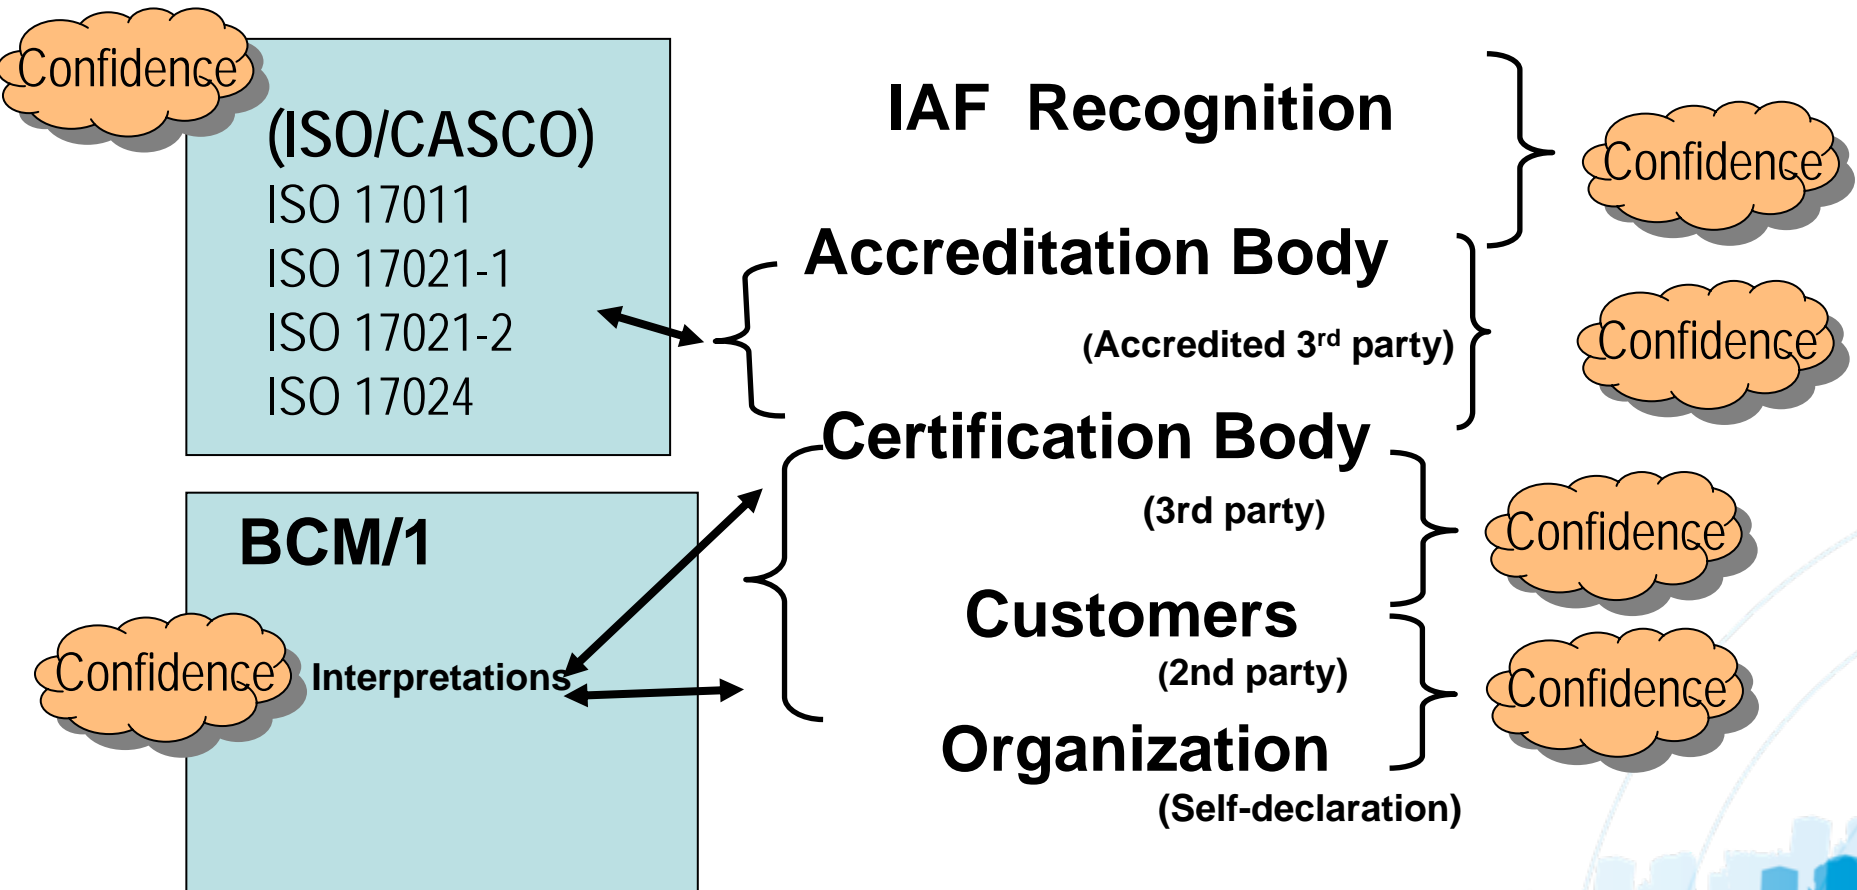 Confidence
(ISO/CASCO)
ISO 17011
ISO 17021-1
ISO 17021-2
ISO 17024
BCM/1
Confidence
Interpretations
IAF Recognition
Accreditation Body
(Accredited 3rd party)
Certification Body
(3rd party)
Customers
(2nd party)
Organization
(Self-declaration)
Confidence
Confidence
Confidence
Confidence